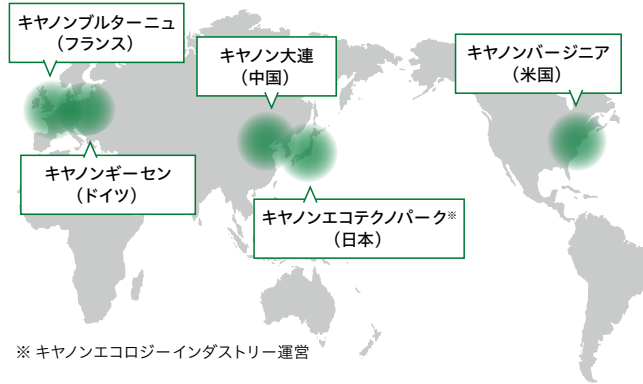 キヤノンブルターニュ
（フランス）
キヤノン大連
（中国）
キヤノンバージニア
（米国）
キヤノンギーセン
（ドイツ）
キヤノンエコテクノパーク※
（日本）
※ キヤノンエコロジーインダストリー運営